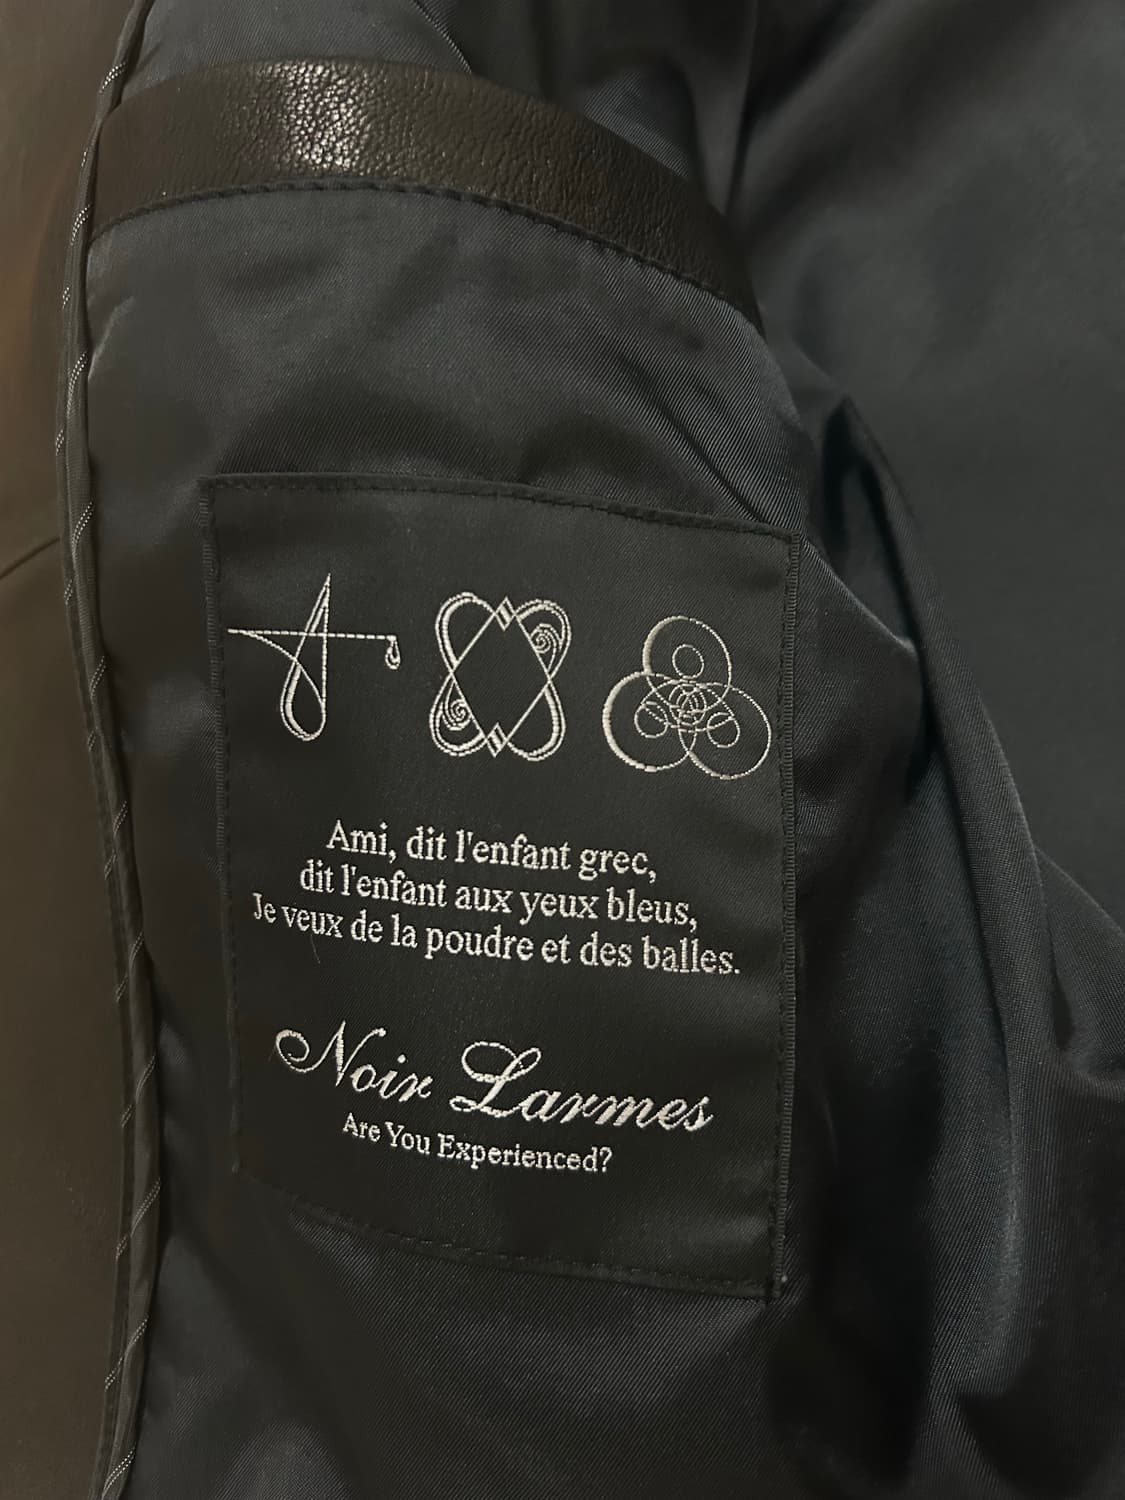 Ami, dit l'enfant grec,
dit l'enfant aux yeux bleus,
Je veux de la poudre et des balles.
Noir Larmes
Are You Experienced?